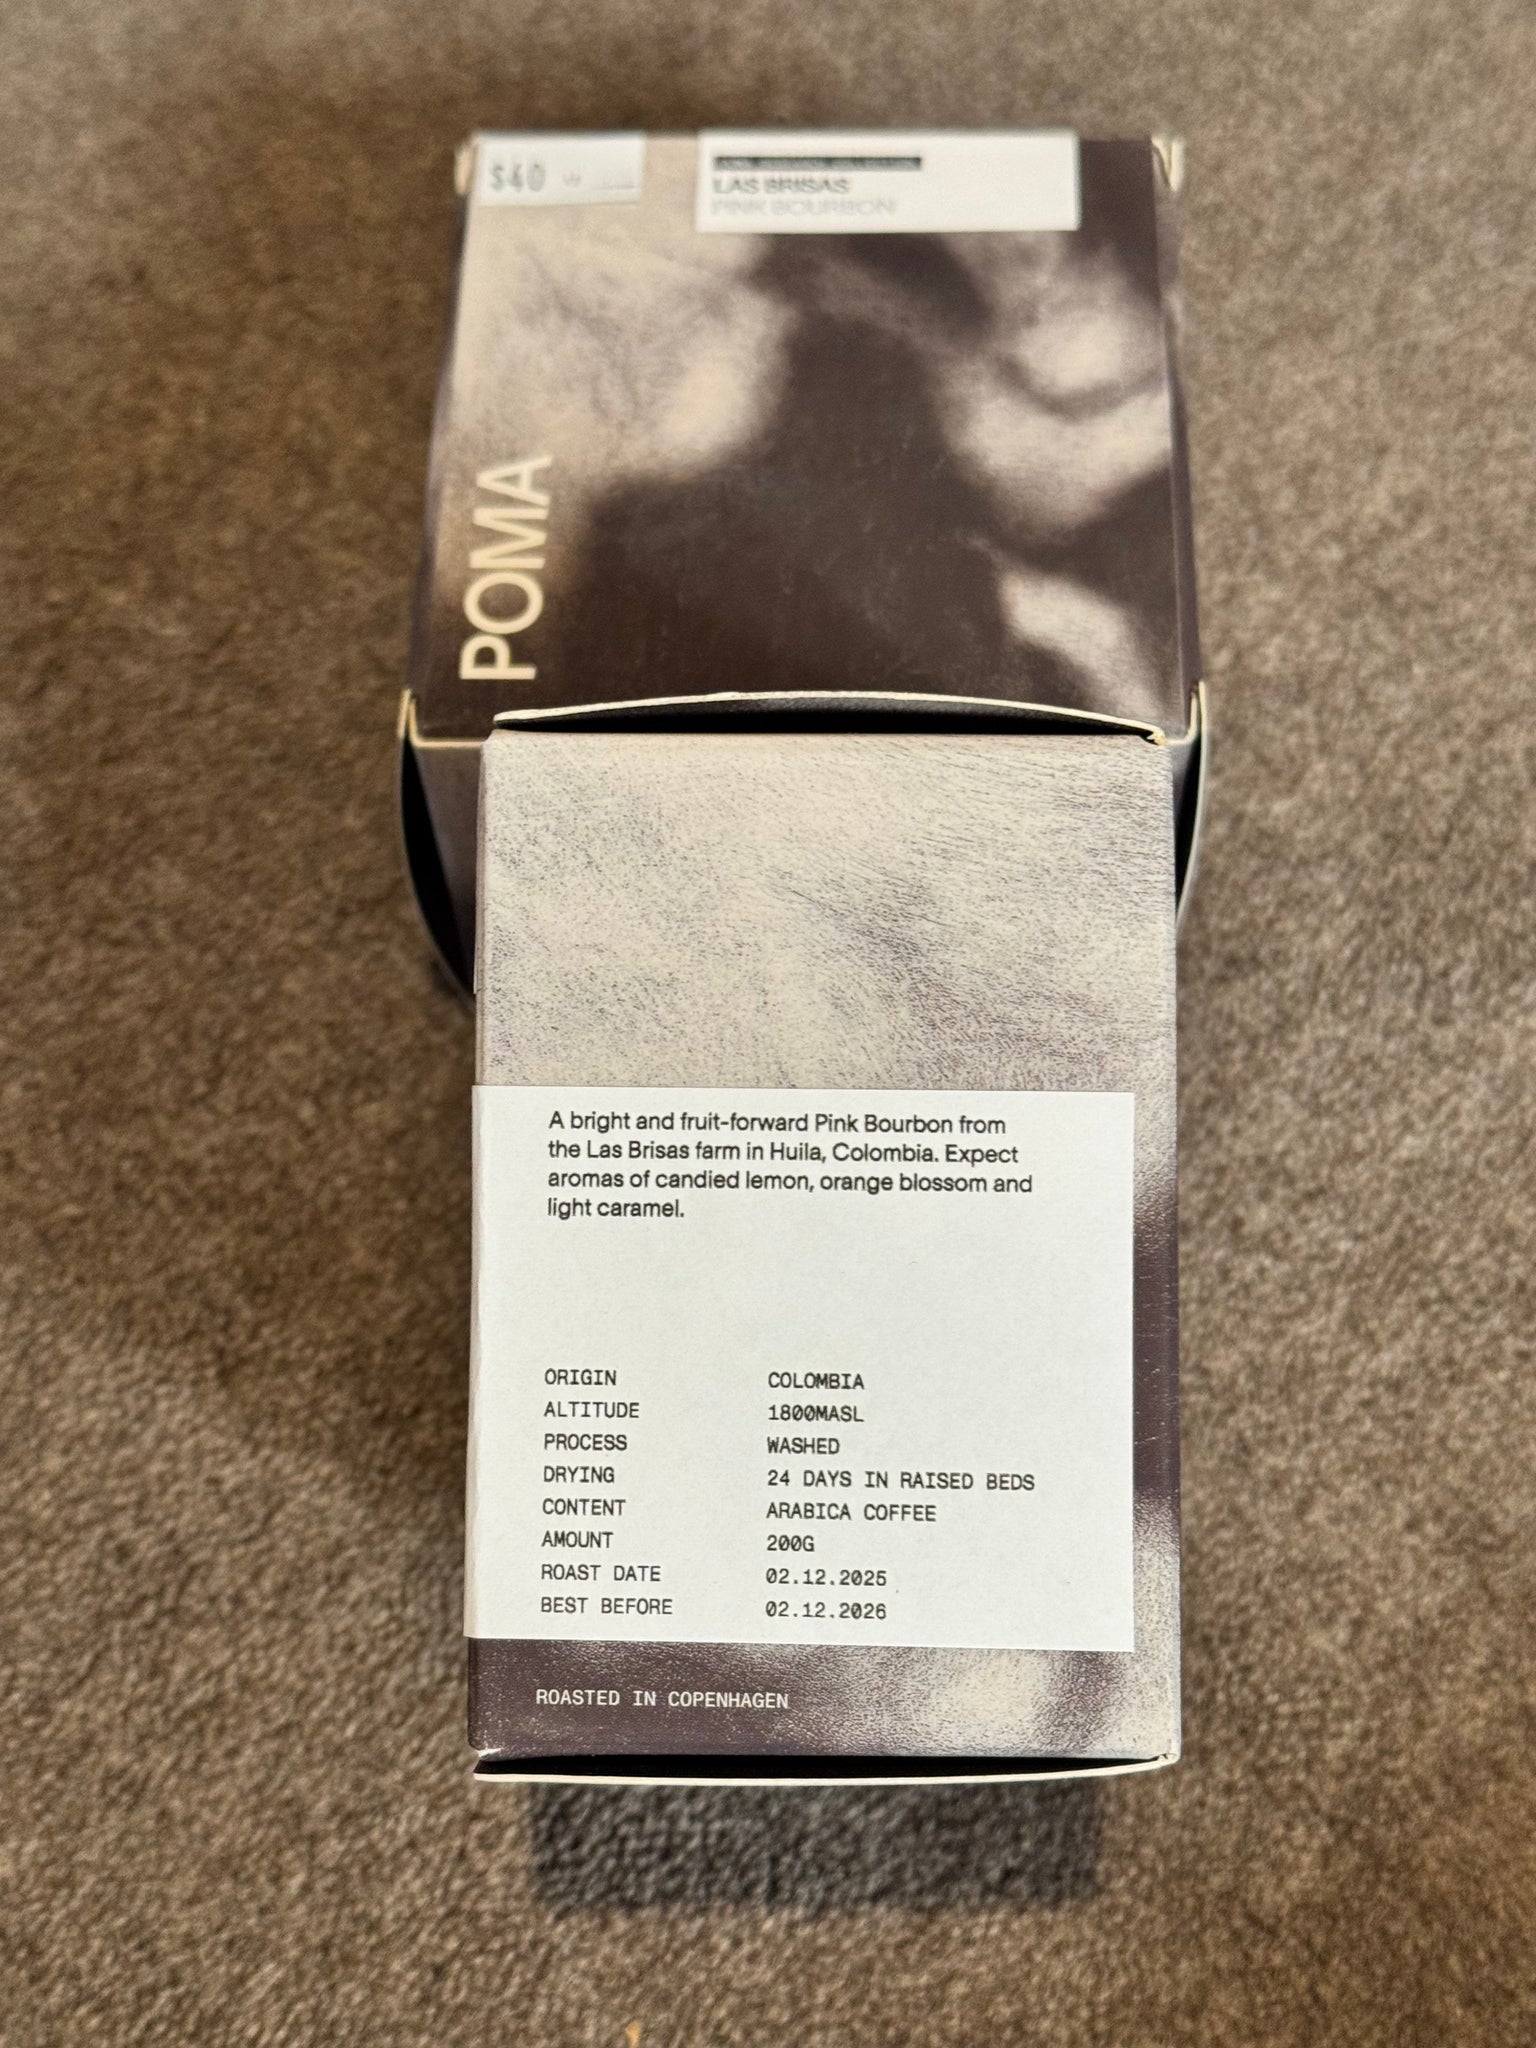 $40
LAS BRISAS
PINK BOURBON
POMA
A bright and fruit-forward Pink Bourbon from
the Las Brisas farm in Huila, Colombia. Expect
aromas of candied lemon, orange blossom and
light caramel.
ORIGIN COLOMBIA
ALTITUDE 1800MASL
PROCESS WASHED
DRYING 24 DAYS IN RAISED BEDS
CONTENT ARABICA COFFEE
AMOUNT 200G
ROAST DATE 02.12.2025
BEST BEFORE 02.12.2026
ROASTED IN COPENHAGEN